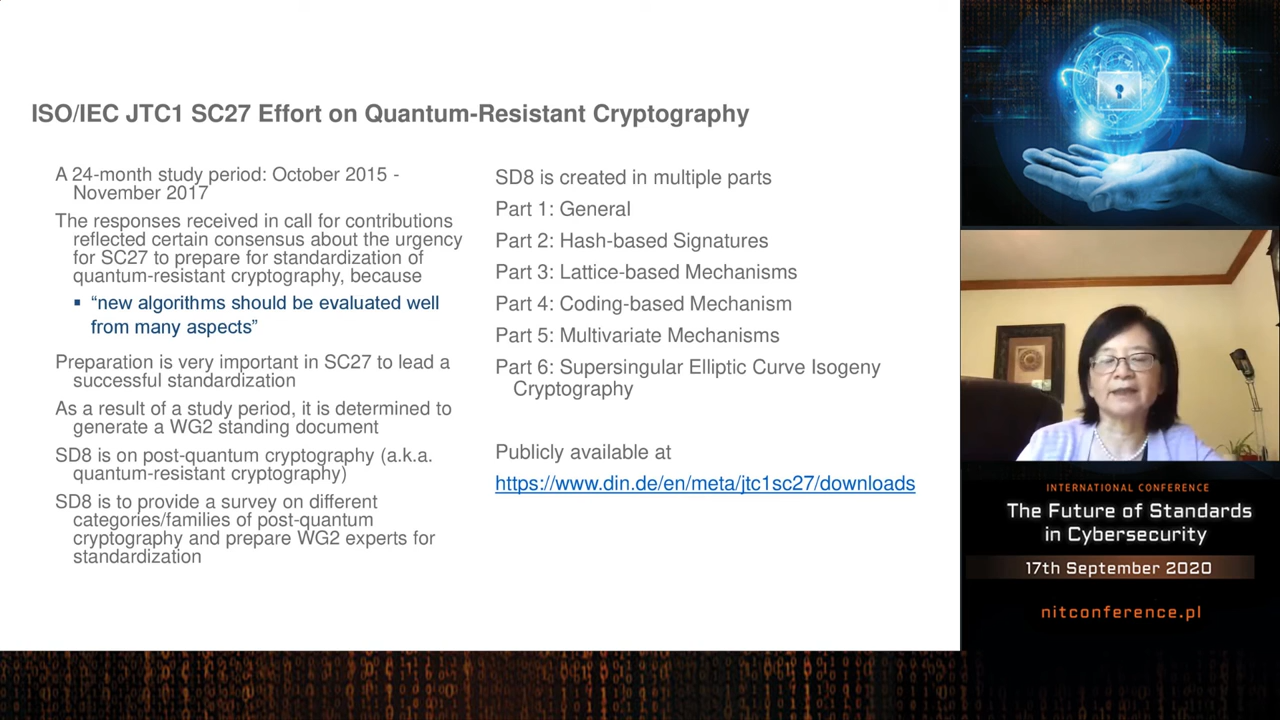 ISO/IEC JTC1 SC27 Effort on Quantum-Resistant Cryptography
A 24-month study period: October 2015 -
November 2017
The responses received in call for contributions
reflected certain consensus about the urgency
for SC27 to prepare for standardization of
quantum-resistant cryptography, because
▪ “new algorithms should be evaluated well
from many aspects”
Preparation is very important in SC27 to lead a
successful standardization
As a result of a study period, it is determined to
generate a WG2 standing document
SD8 is on post-quantum cryptography (a.k.a.
quantum-resistant cryptography)
SD8 is to provide a survey on different
categories/families of post-quantum
cryptography and prepare WG2 experts for
standardization
SD8 is created in multiple parts
Part 1: General
Part 2: Hash-based Signatures
Part 3: Lattice-based Mechanisms
Part 4: Coding-based Mechanism
Part 5: Multivariate Mechanisms
Part 6: Supersingular Elliptic Curve Isogeny
Cryptography
Publicly available at
https://www.din.de/en/meta/jtc1sc27/downloads
INTERNATIONAL CONFERENCE
The Future of Standards
in Cybersecurity
17th September 2020
nitconference.pl